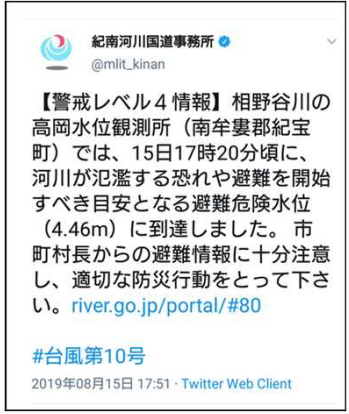 紀南河川国道事務所
@mlit_kinan
【警戒レベル４情報】相野谷川の
高岡水位観測所（南牟婁郡紀宝
町）では、15日17時20分頃に、
河川が氾濫する恐れや避難を開始
すべき目安となる避難危険水位
（4.46m）に到達しました。 市
町村長からの避難情報に十分注意
し、適切な防災行動をとって下さ
い。river.go.jp/portal/#80
#台風第10号
2019年08月15日 17:51 · Twitter Web Client